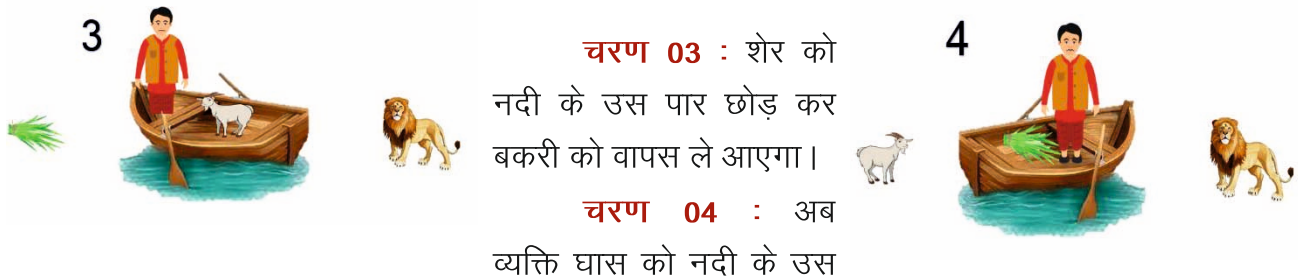 3
चरण 03 : शेर को
नदी के उस पार छोड़ कर
बकरी को वापस ले आएगा।
चरण 04 : अब
व्यक्ति घास को नदी के उस
4